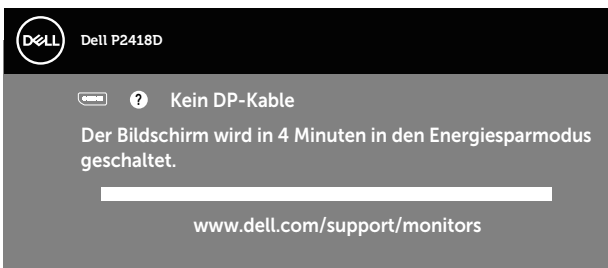 DELL
Dell P2418D
? Kein DP-Kable
Der Bildschirm wird in 4 Minuten in den Energiesparmodus
geschaltet.
www.dell.com/support/monitors